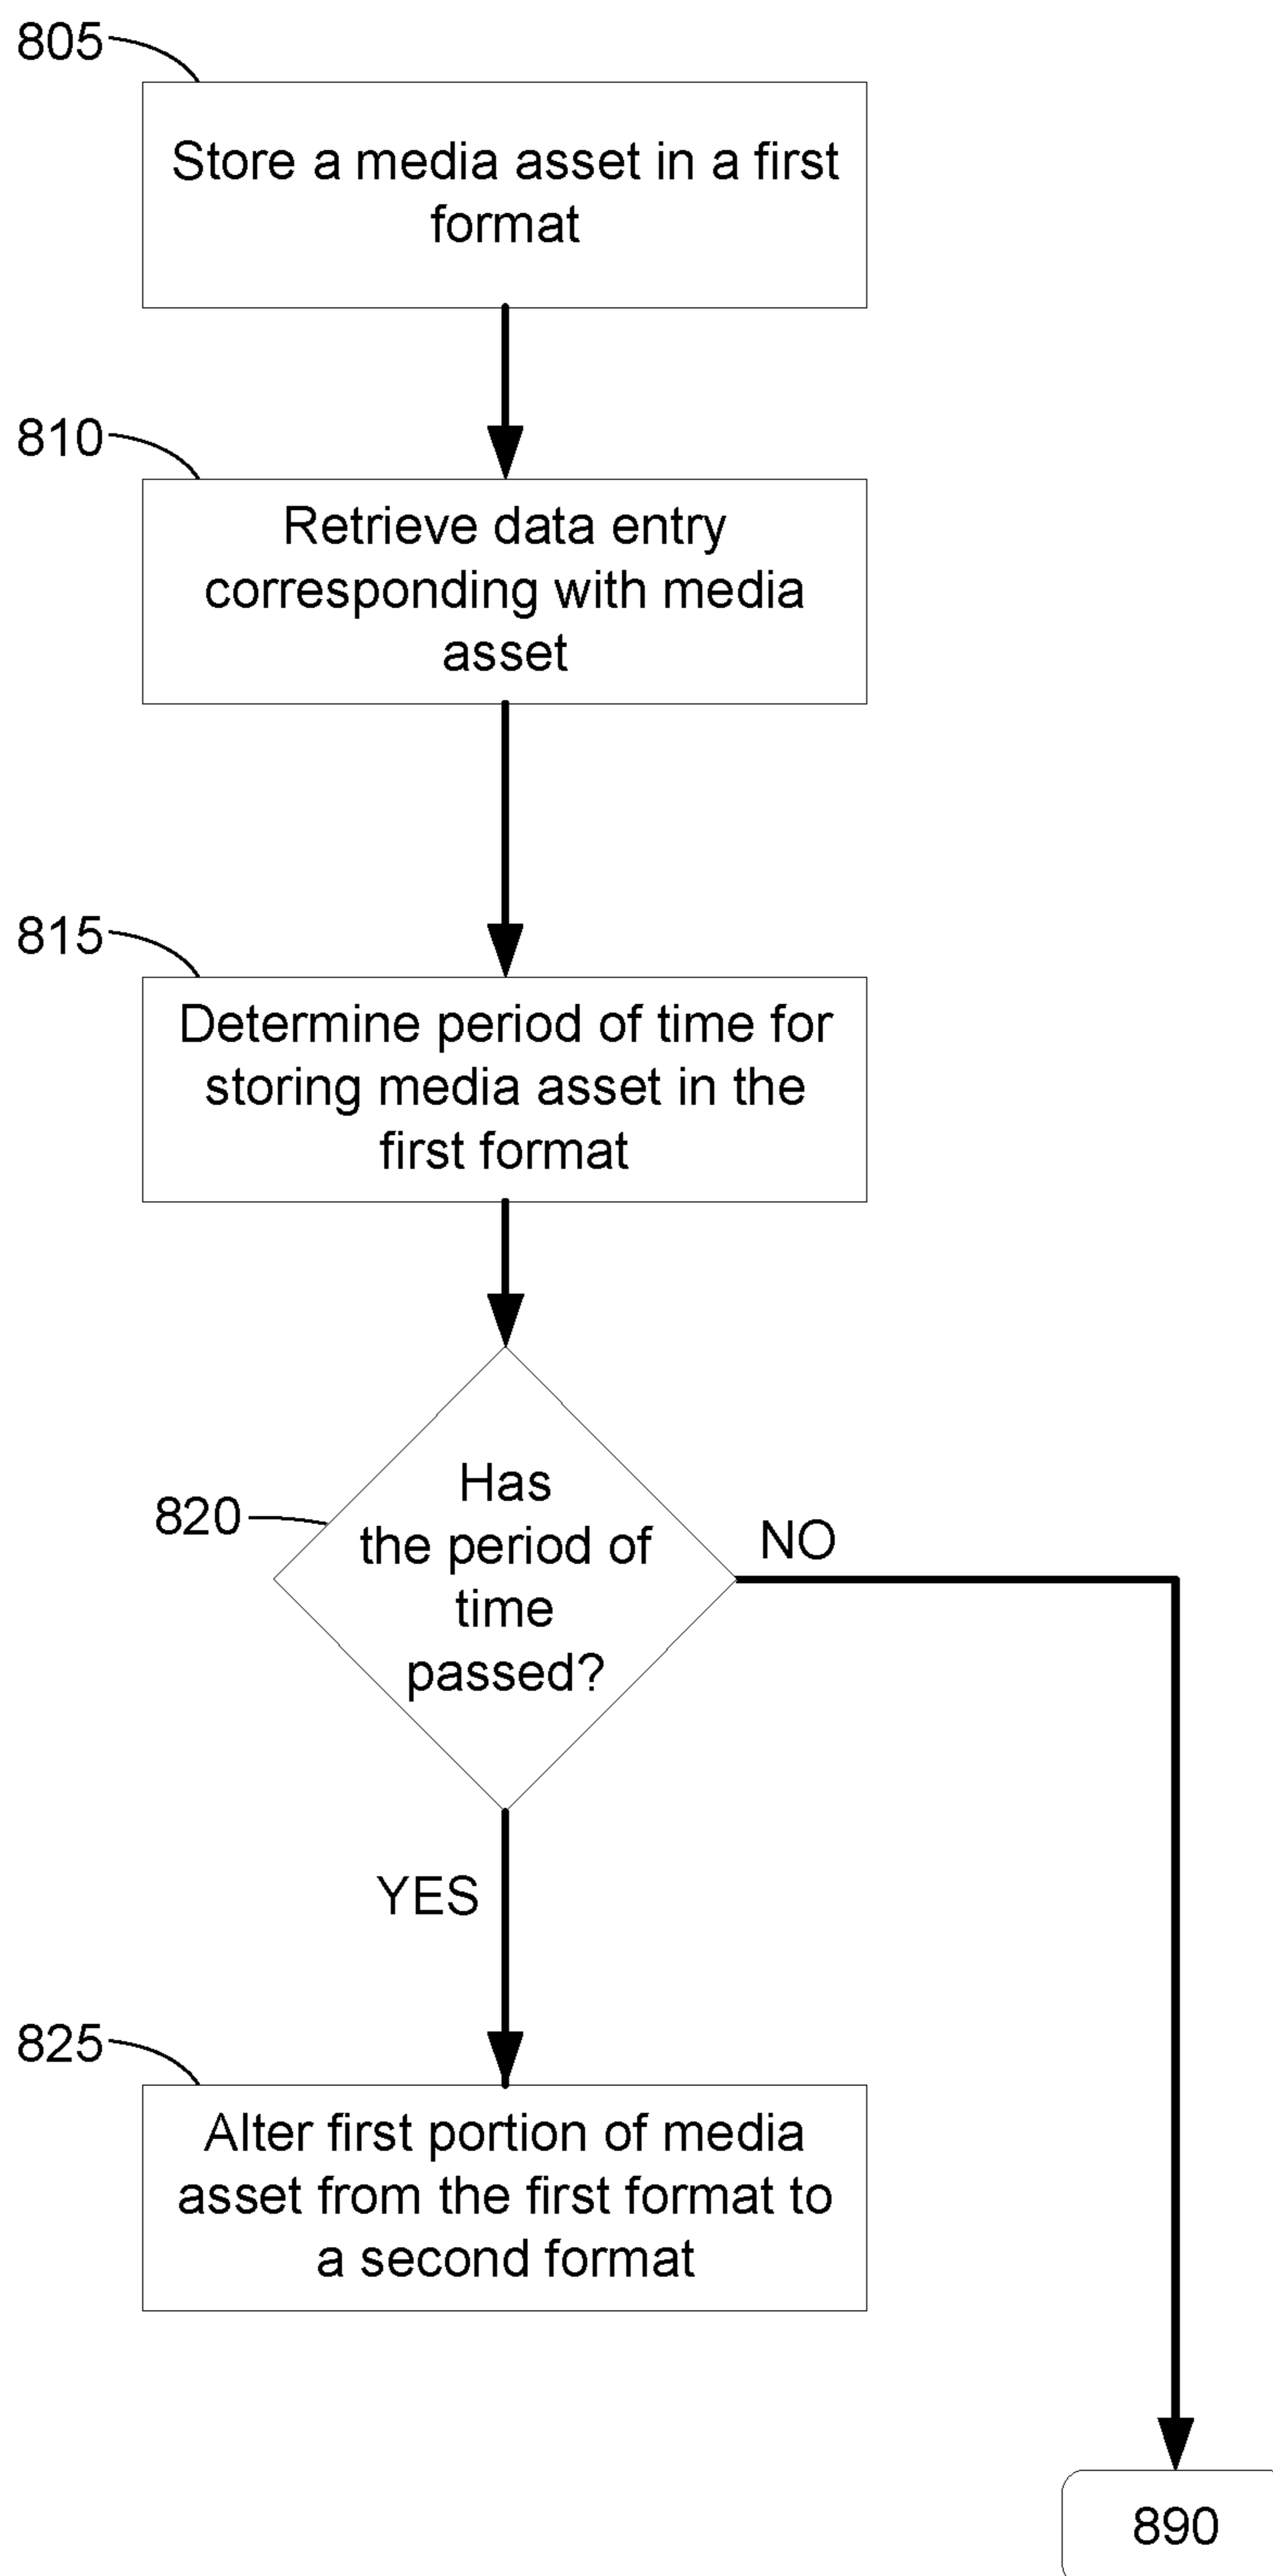 805
Store a media asset in a first
format
810
Retrieve data entry
corresponding with media
asset
815
Determine period of time for
storing media asset in the
first format
820
Has
the period of
time
passed?
NO
YES
825
Alter first portion of media
asset from the first format to
a second format
890